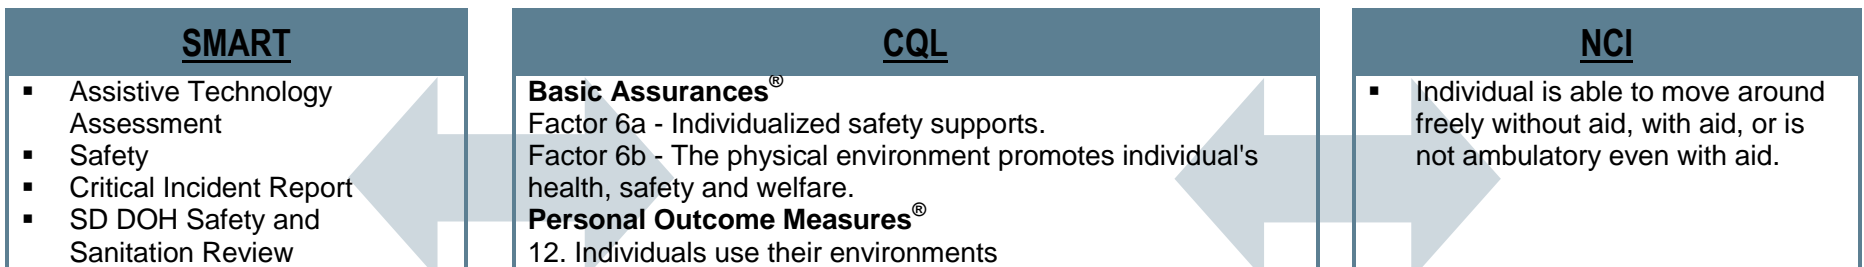 SMART
▪ Assistive Technology
Assessment
▪ Safety
▪ Critical Incident Report
▪ SD DOH Safety and
Sanitation Review
CQL
Basic Assurances®
Factor 6a - Individualized safety supports.
Factor 6b - The physical environment promotes individual's
health, safety and welfare.
Personal Outcome Measures®
12. Individuals use their environments
NCI
▪ Individual is able to move around
freely without aid, with aid, or is
not ambulatory even with aid.